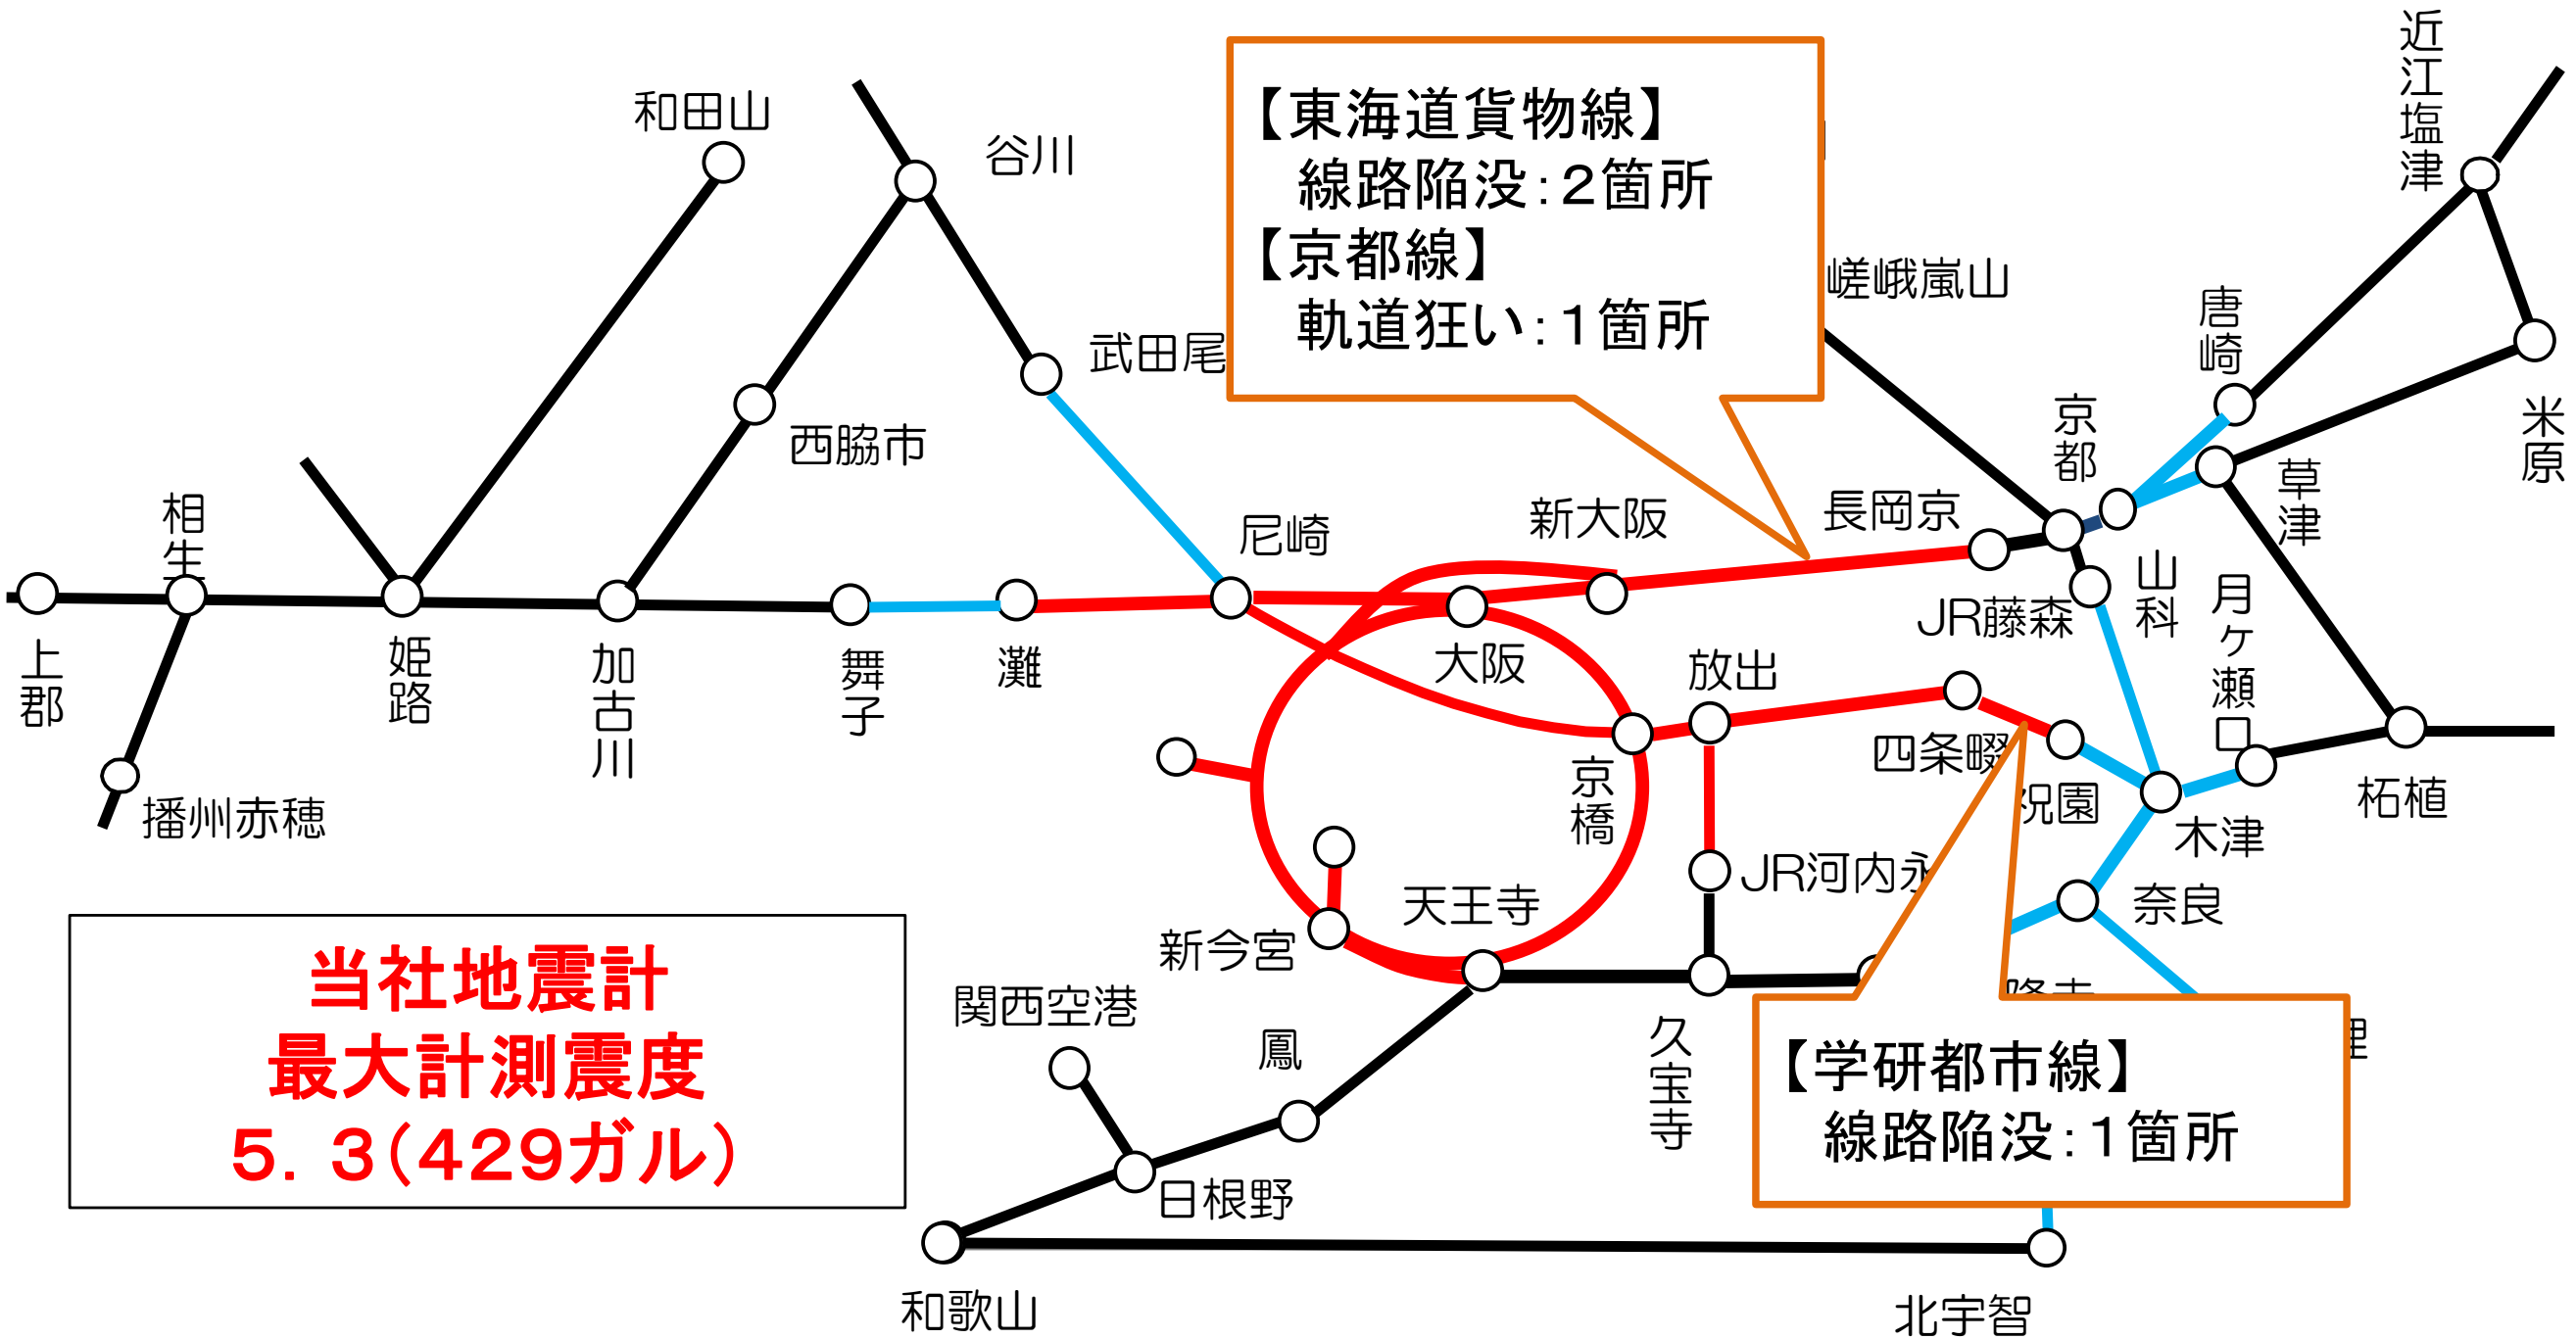 和田山
谷川
近江塩津
【東海道貨物線】
線路陥没:2箇所
【京都線】
軌道狂い:1箇所
嵯峨嵐山
唐崎
武田尾
京都
米原
西脇市
草津
相生
尼崎
新大阪
長岡京
山科
月ヶ瀬口
JR藤森
上郡
姫路
加古川
舞子
灘
大阪
放出
四条畷
祝園
柘植
播州赤穂
京橋
木津
JR河内永
天王寺
奈良
新今宮
関西空港
鳳
久宝寺
当社地震計
最大計測震度
5.3(429ガル)
【学研都市線】
線路陥没:1箇所
日根野
和歌山
北宇智